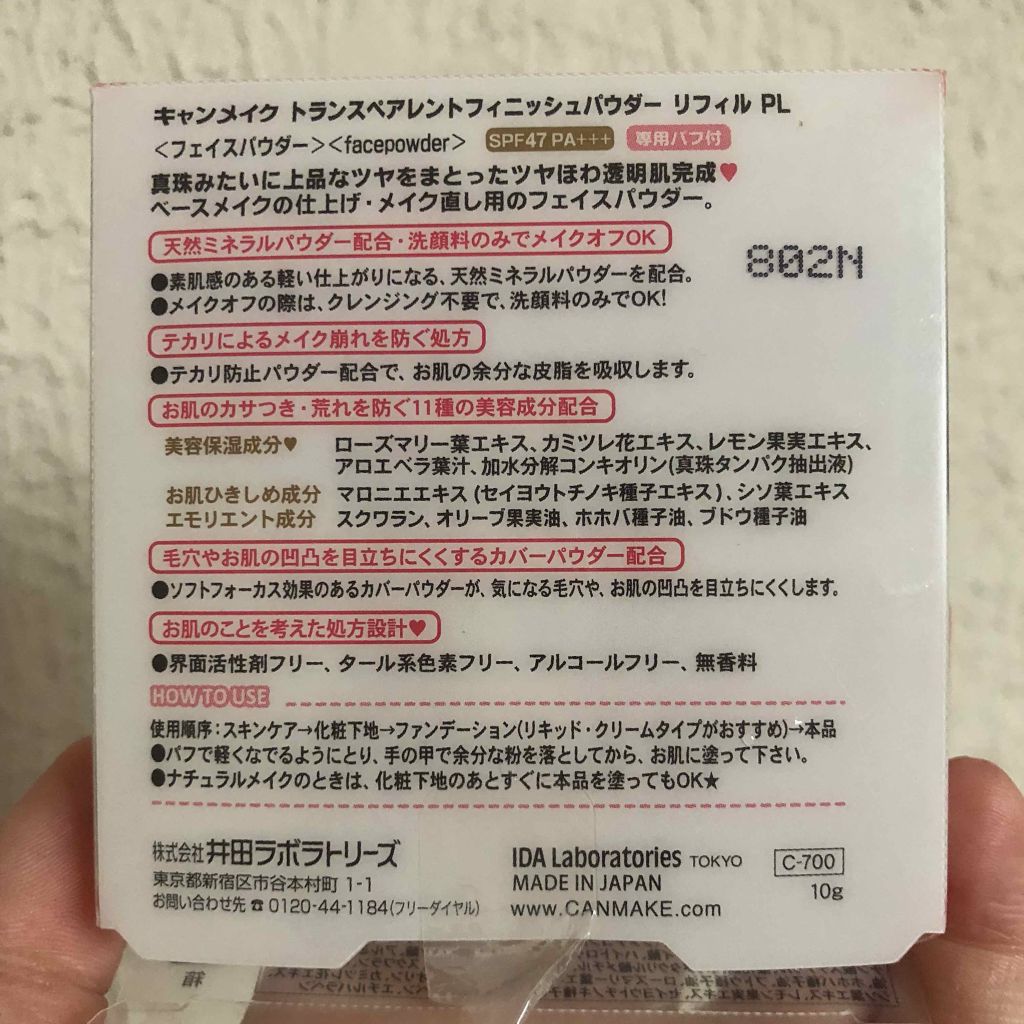 キャンメイク トランスペアレントフィニッシュパウダー リフィル PL
<フェイスパウダー><facepowder> SPF47 PA+++ 専用パフ付
真珠みたいに上品なツヤをまとったツヤほわ透明肌完成♥
ベースメイクの仕上げ・メイク直し用のフェイスパウダー。
天然ミネラルパウダー配合・洗顔料のみでメイクオフOK
802N
●素肌感のある軽い仕上がりになる、天然ミネラルパウダーを配合。
●メイクオフの際は、クレンジング不要で、洗顔料のみでOK!
テカリによるメイク崩れを防ぐ処方
●テカリ防止パウダー配合で、お肌の余分な皮脂を吸収します。
お肌のカサつき・荒れを防ぐ11種の美容成分配合
美容保湿成分♥ ローズマリー葉エキス、カミツレ花エキス、レモン果実エキス、
アロエベラ葉汁、加水分解コンキオリン(真珠タンパク抽出液)
お肌ひきしめ成分 マロニエエキス(セイヨウトチノキ種子エキス)、シソ葉エキス
エモリエント成分 スクワラン、オリーブ果実油、ホホバ種子油、ブドウ種子油
毛穴やお肌の凹凸を目立ちにくくするカバーパウダー配合
●ソフトフォーカス効果のあるカバーパウダーが、気になる毛穴や、お肌の凹凸を目立ちにくくします。
お肌のことを考えた処方設計♥
●界面活性剤フリー、タール系色素フリー、アルコールフリー、無香料
HOW TO USE
使用順序:スキンケア→化粧下地→ファンデーション(リキッド・クリームタイプがおすすめ)→本品
●パフで軽くなでるようにとり、手の甲で余分な粉を落としてから、お肌に塗って下さい。
●ナチュラルメイクのときは、化粧下地のあとすぐに本品を塗ってもOK★
株式会社 井田ラボラトリーズ
東京都新宿区市谷本村町 1-1
お問い合わせ先 ☎ 0120-44-1184(フリーダイヤル)
IDA Laboratories TOKYO
MADE IN JAPAN
www.CANMAKE.com
C-700
10g
箱